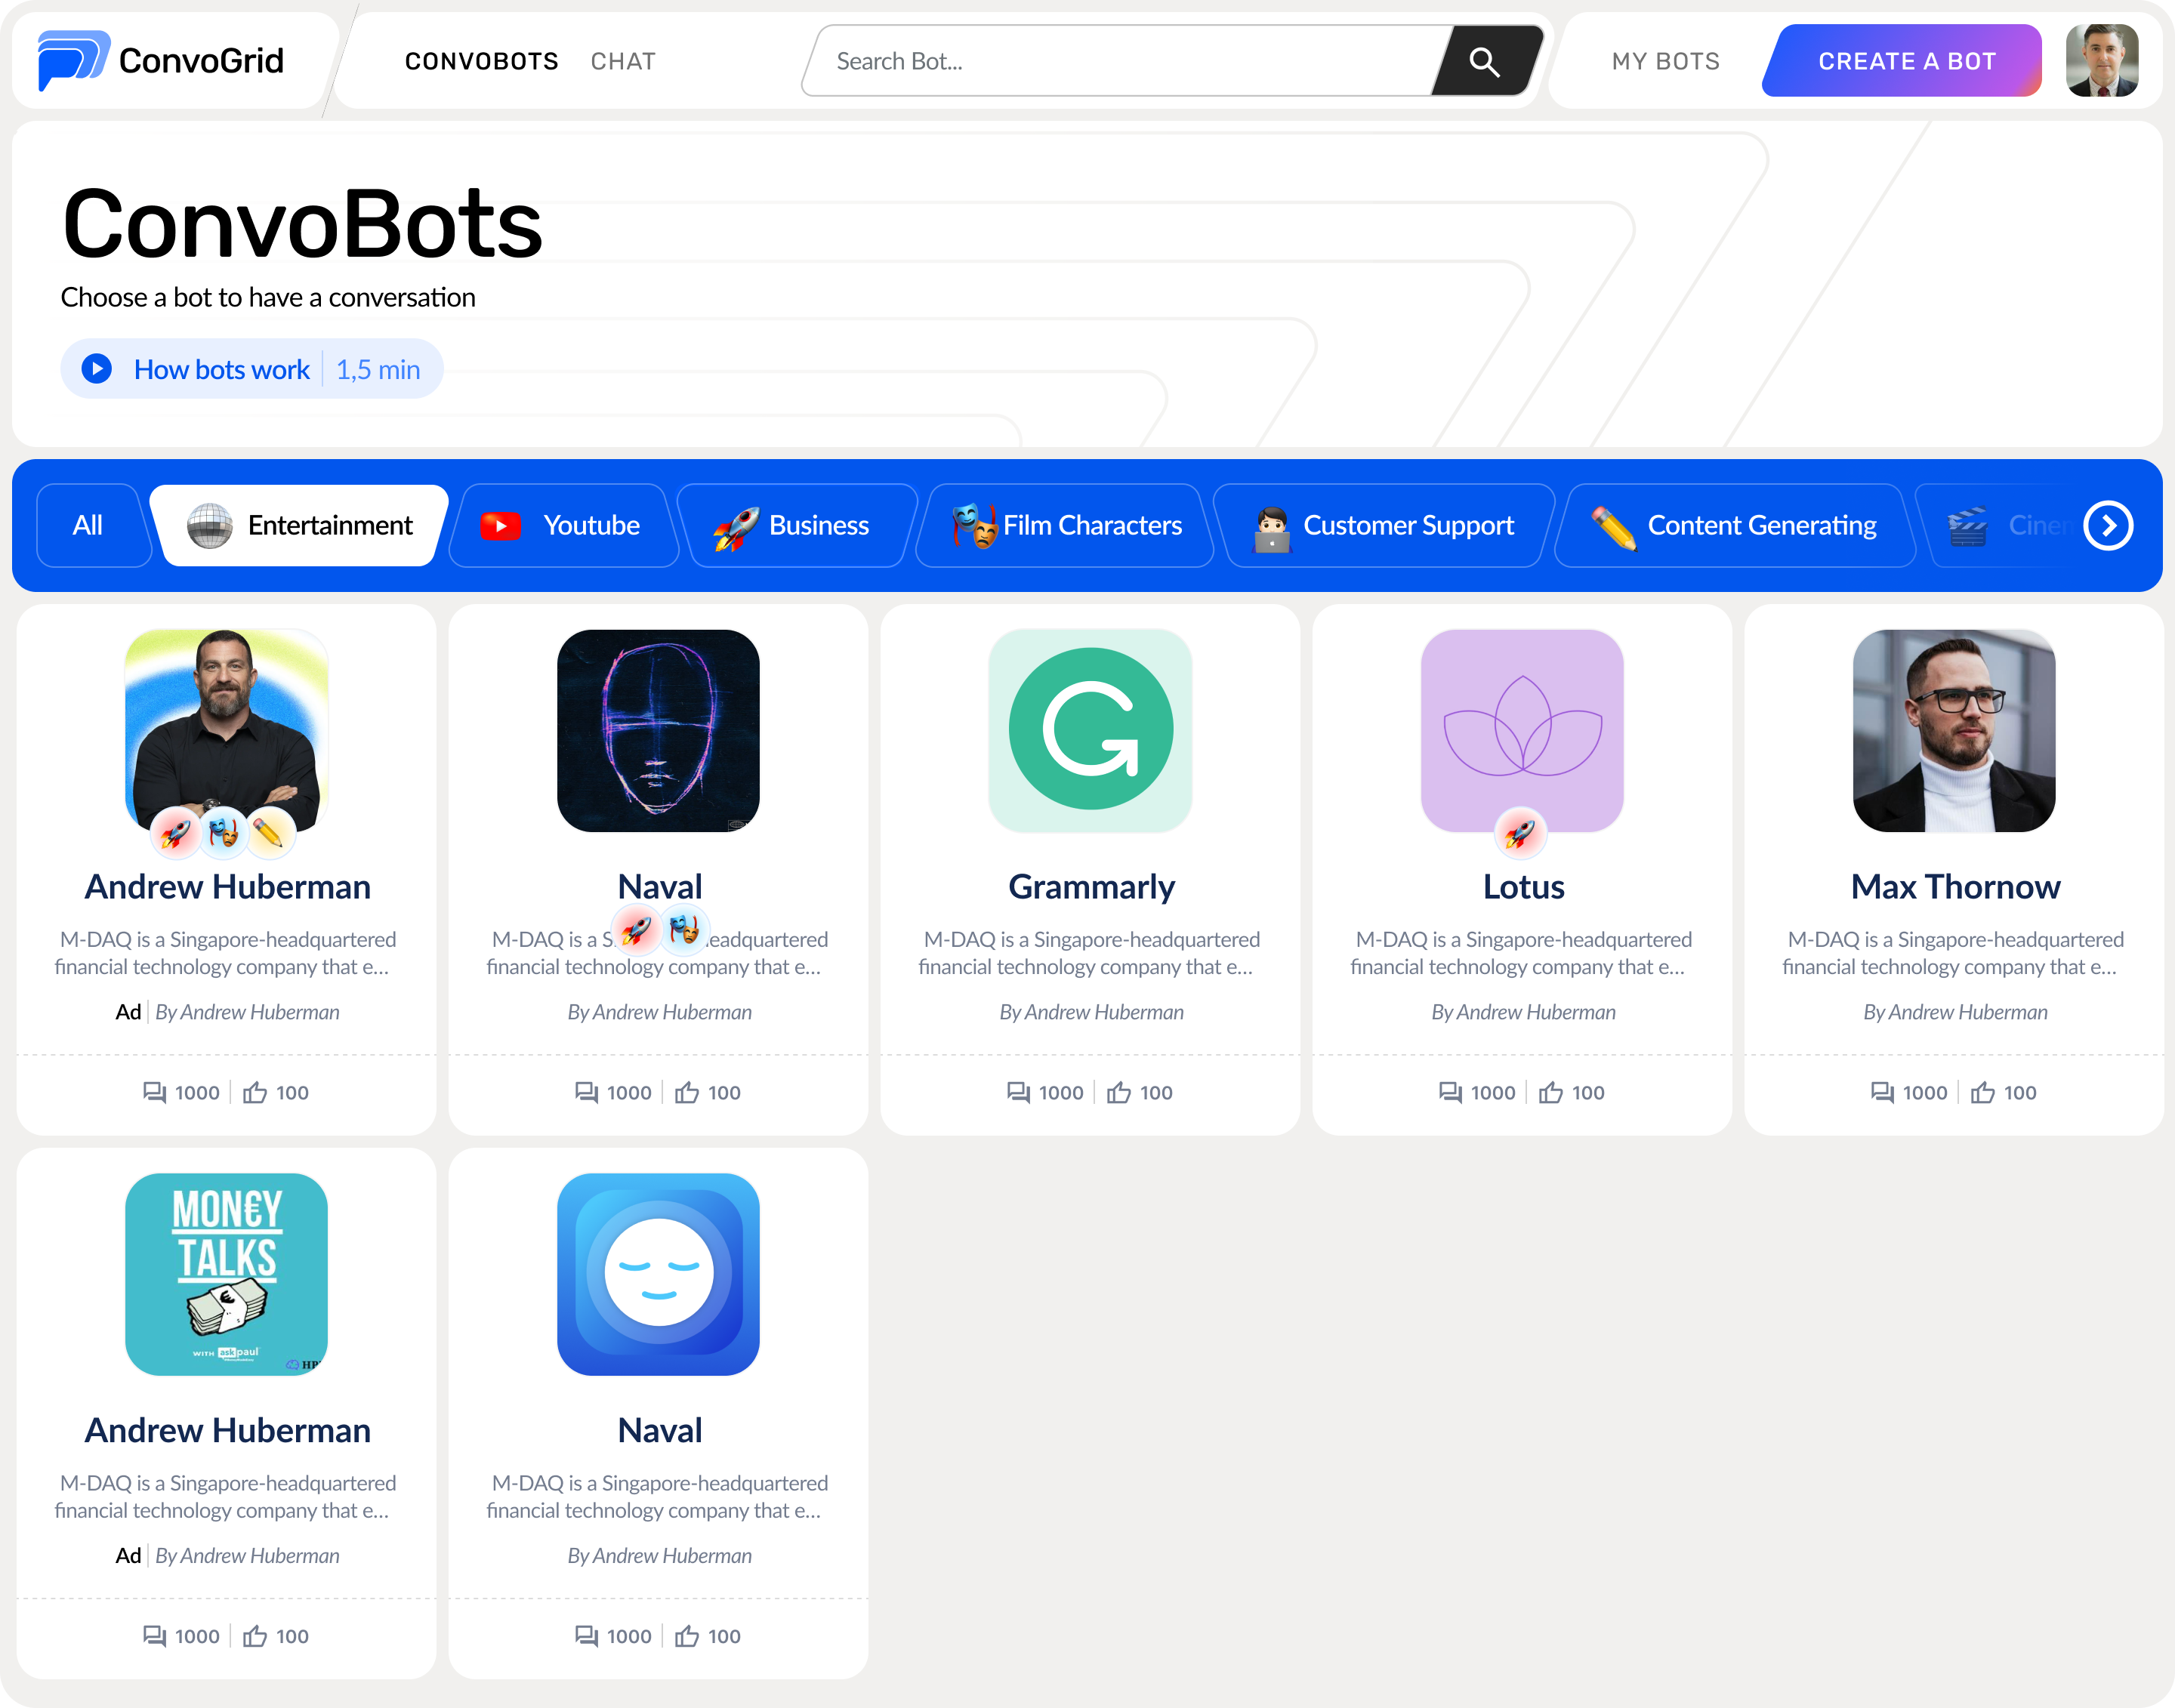 ConvoGrid
CONVOBOTS
CHAT
Search Bot...
MY BOTS
CREATE A BOT
ConvoBots
Choose a bot to have a conversation
How bots work
1,5 min
All
Entertainment
Youtube
Business
Film Characters
Customer Support
Content Generating
Andrew Huberman
M-DAQ is a Singapore-headquartered
financial technology company that e...
Ad
By Andrew Huberman
1000
100
Naval
M-DAQ is a S
eadquartered
financial technology company that e...
By Andrew Huberman
1000
100
Grammarly
M-DAQ is a Singapore-headquartered
financial technology company that e...
By Andrew Huberman
1000
100
Lotus
M-DAQ is a Singapore-headquartered
financial technology company that e...
By Andrew Huberman
1000
100
Max Thornow
M-DAQ is a Singapore-headquartered
financial technology company that e...
By Andrew Huberman
1000
100
MON€Y
TALKS
WITH askpaul
Andrew Huberman
M-DAQ is a Singapore-headquartered
financial technology company that e...
Ad
By Andrew Huberman
1000
100
Naval
M-DAQ is a Singapore-headquartered
financial technology company that e...
By Andrew Huberman
1000
100